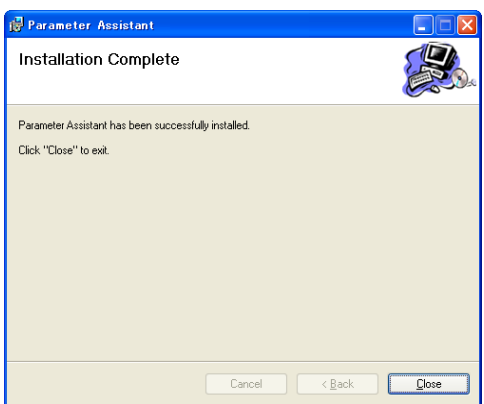 Parameter Assistant
Installation Complete
Parameter Assistant has been successfully installed.
Click "Close" to exit.
Cancel
< Back
Close